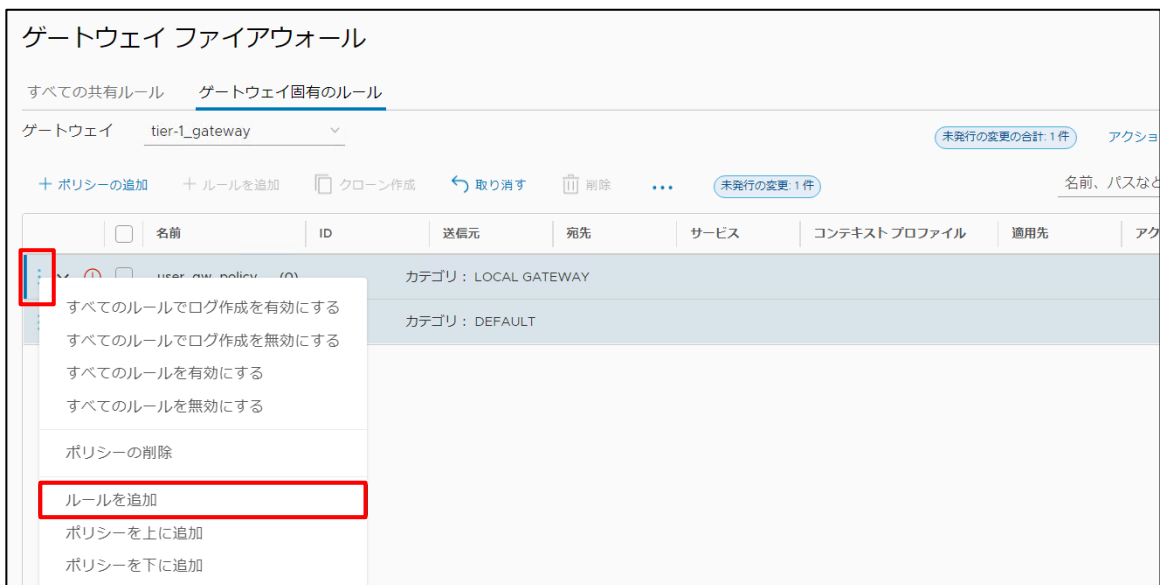 ゲートウェイ ファイアウォール
すべての共有ルール ゲートウェイ固有のルール
ゲートウェイ tier-1_gateway 未発行の変更の合計: 1 件 アクショ
+ ポリシーの追加 + ルールを追加 クローン作成 取り消す 削除 ... 未発行の変更: 1 件 名前、パスなど
名前 ID 送信元 宛先 サービス コンテキスト プロファイル 適用先 アク
user_gw_policy (0) カテゴリ： LOCAL GATEWAY
すべてのルールでログ作成を有効にする
カテゴリ： DEFAULT
すべてのルールでログ作成を無効にする
すべてのルールを有効にする
すべてのルールを無効にする
ポリシーの削除
ルールを追加
ポリシーを上に追加
ポリシーを下に追加